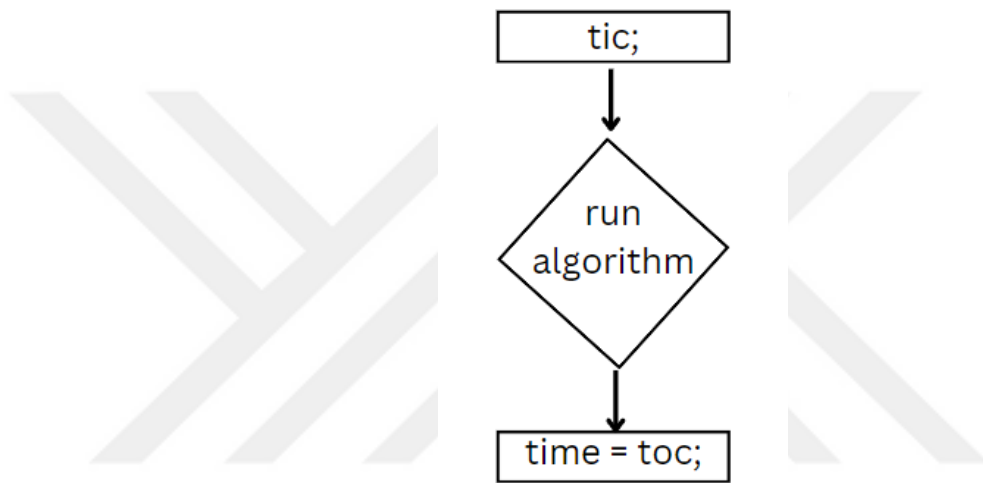 tic;
run
algorithm
time = toc;